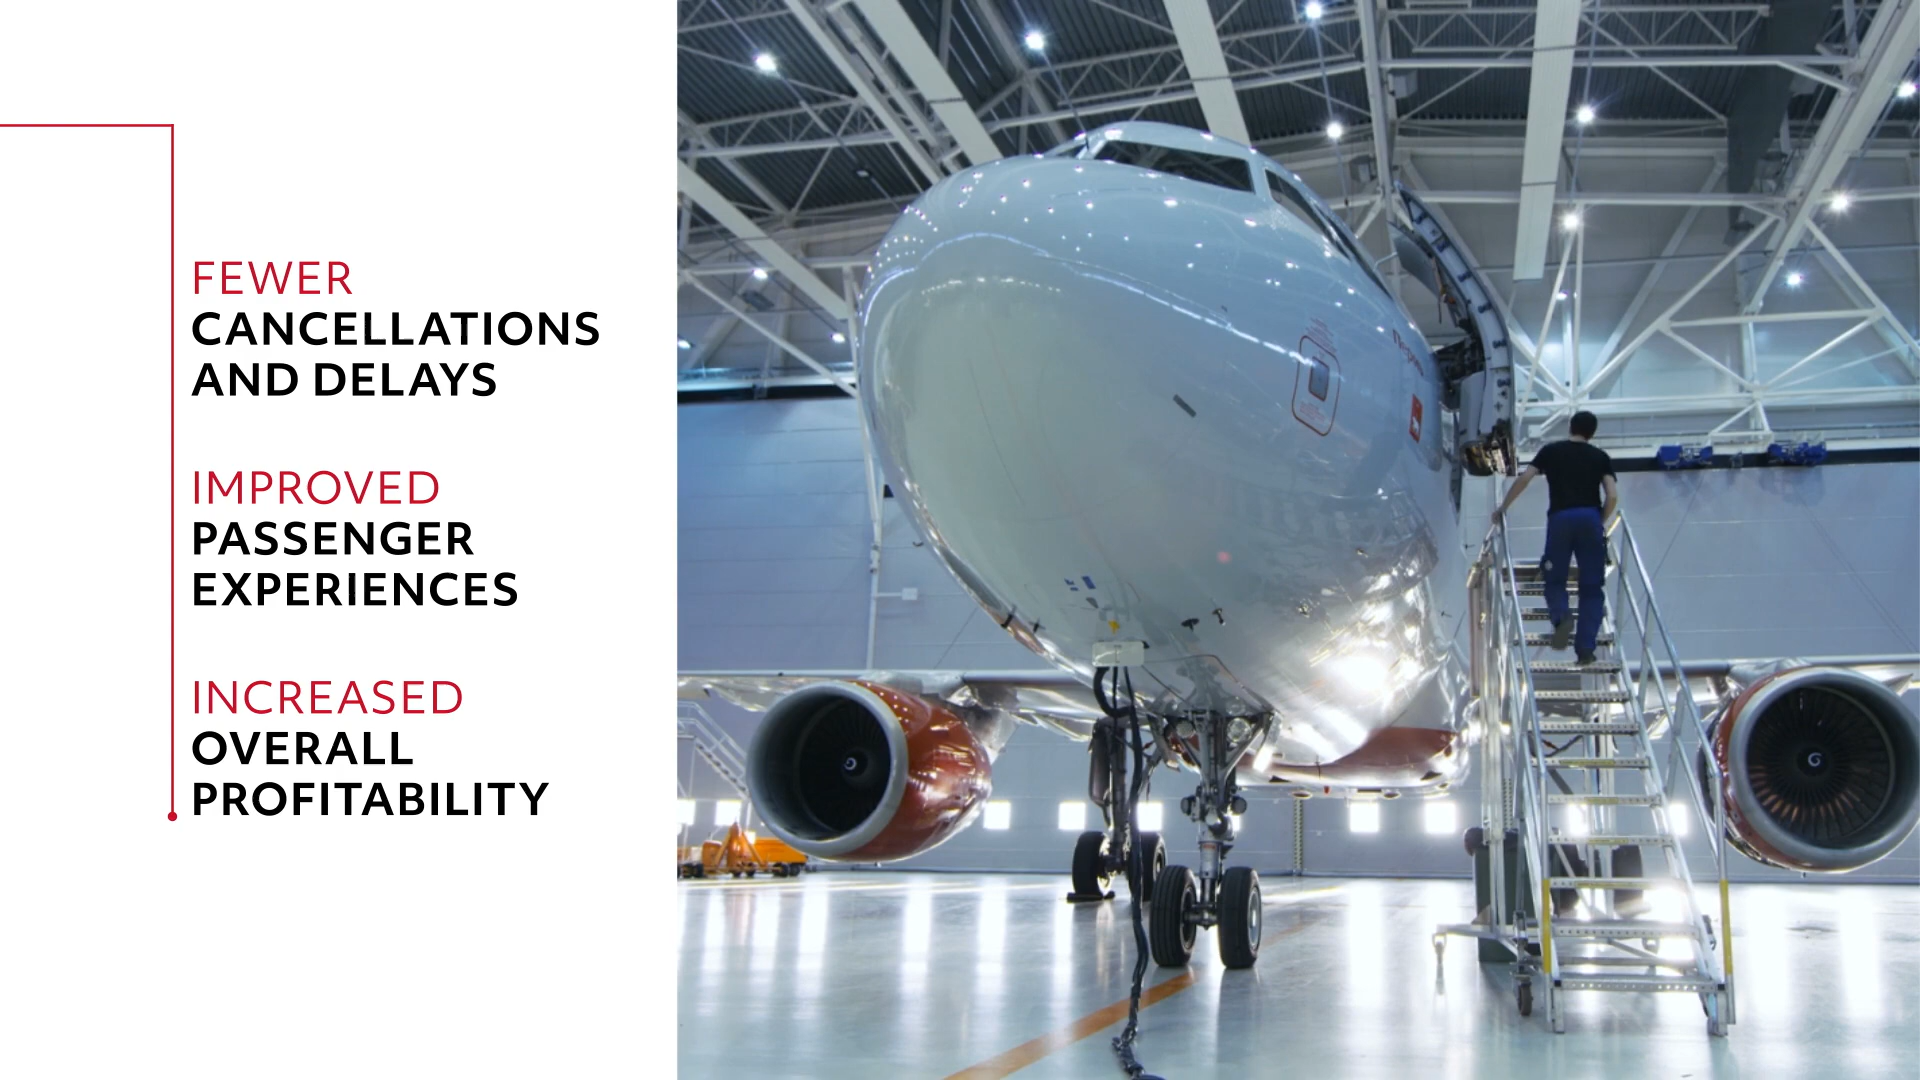 FEWER
CANCELLATIONS
AND DELAYS
IMPROVED
PASSENGER
EXPERIENCES
INCREASED
OVERALL
PROFITABILITY